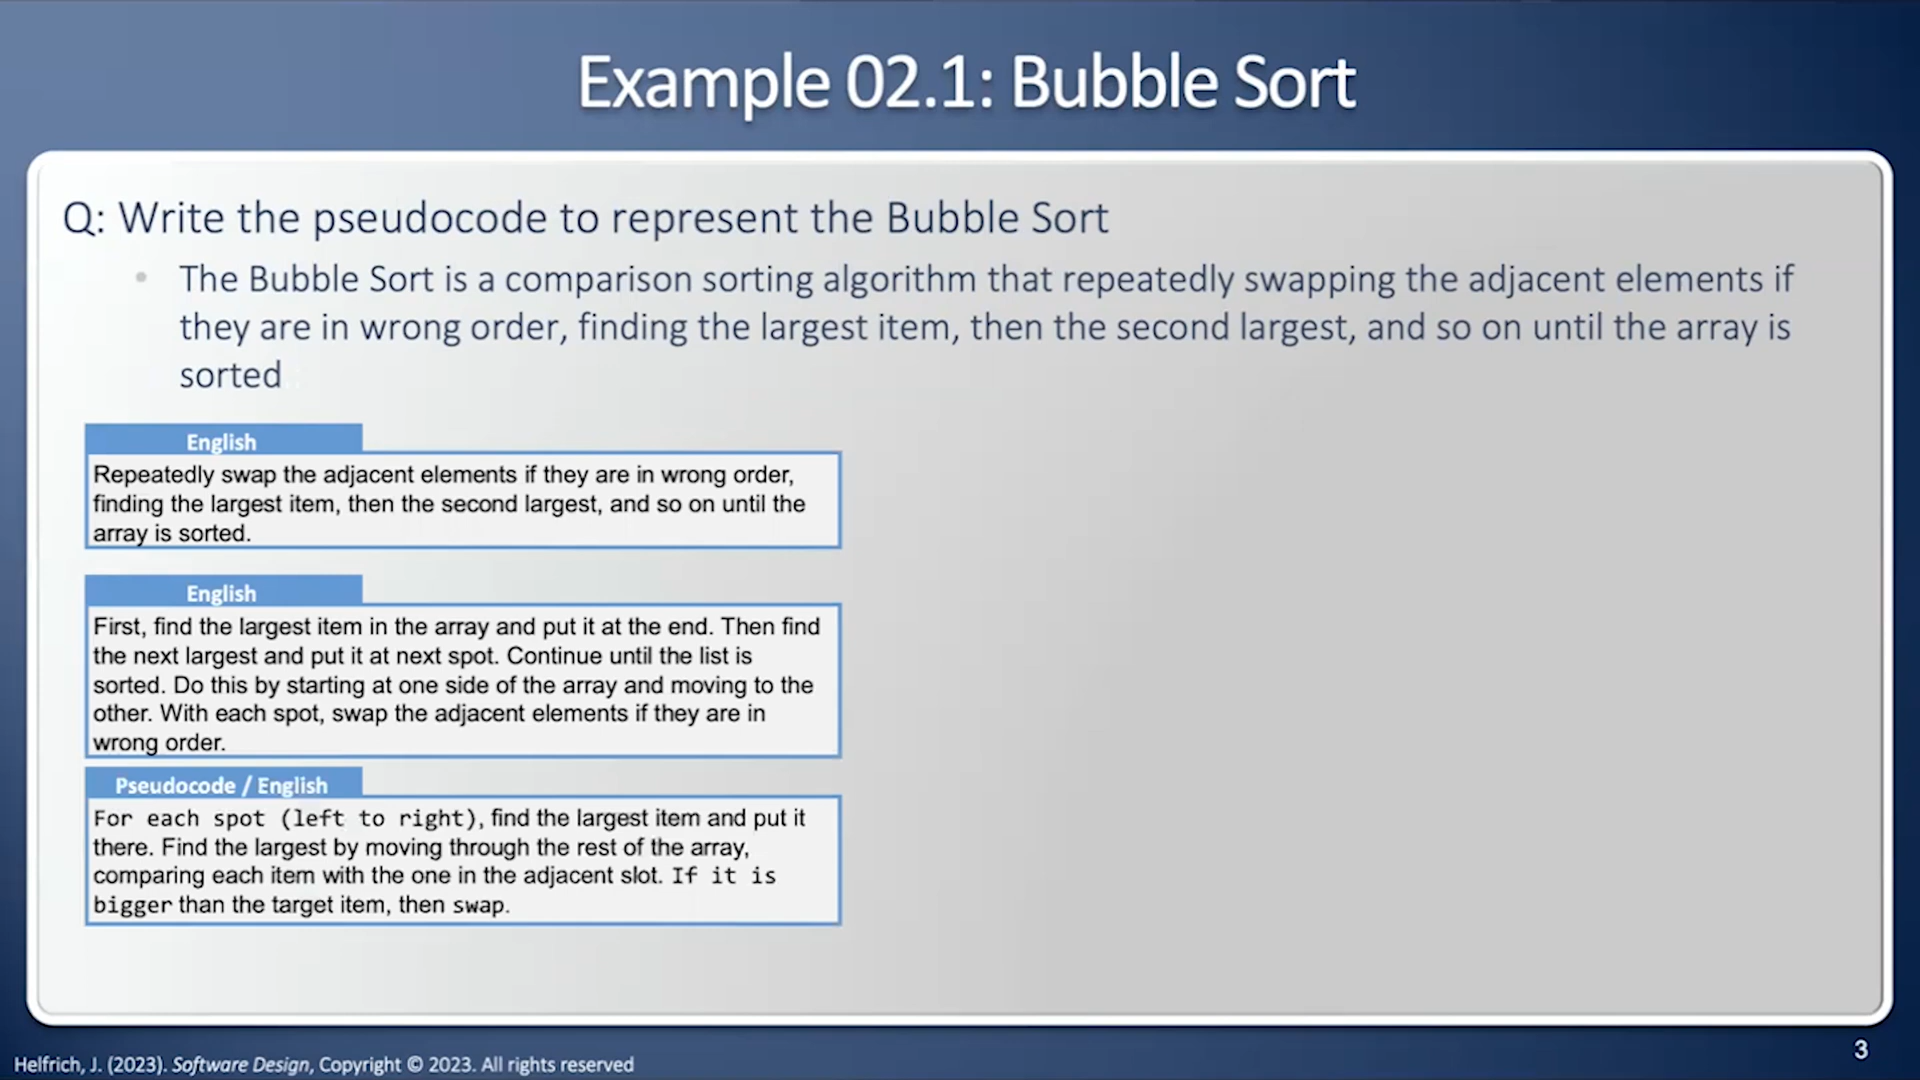 Example 02.1: Bubble Sort
Q: Write the pseudocode to represent the Bubble Sort
• The Bubble Sort is a comparison sorting algorithm that repeatedly swapping the adjacent elements if
they are in wrong order, finding the largest item, then the second largest, and so on until the array is
sorted
English
Repeatedly swap the adjacent elements if they are in wrong order,
finding the largest item, then the second largest, and so on until the
array is sorted.
English
First, find the largest item in the array and put it at the end. Then find
the next largest and put it at next spot. Continue until the list is
sorted. Do this by starting at one side of the array and moving to the
other. With each spot, swap the adjacent elements if they are in
wrong order.
Pseudocode / English
For each spot (left to right), find the largest item and put it
there. Find the largest by moving through the rest of the array,
comparing each item with the one in the adjacent slot. If it is
bigger than the target item, then swap.
Helfrich, J. (2023). Software Design, Copyright © 2023. All rights reserved
3